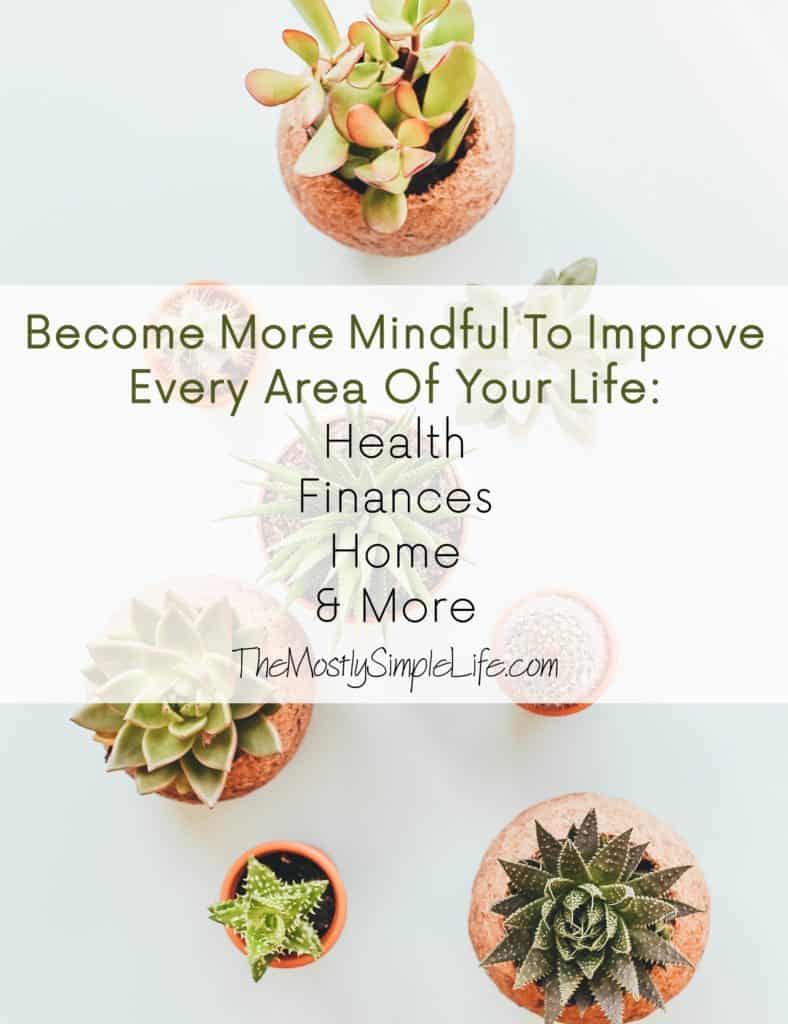 Become More Mindful To Improve
Every Area Of Your Life:
Health
Finances
Home
& More
TheMostlySimpleLife.com